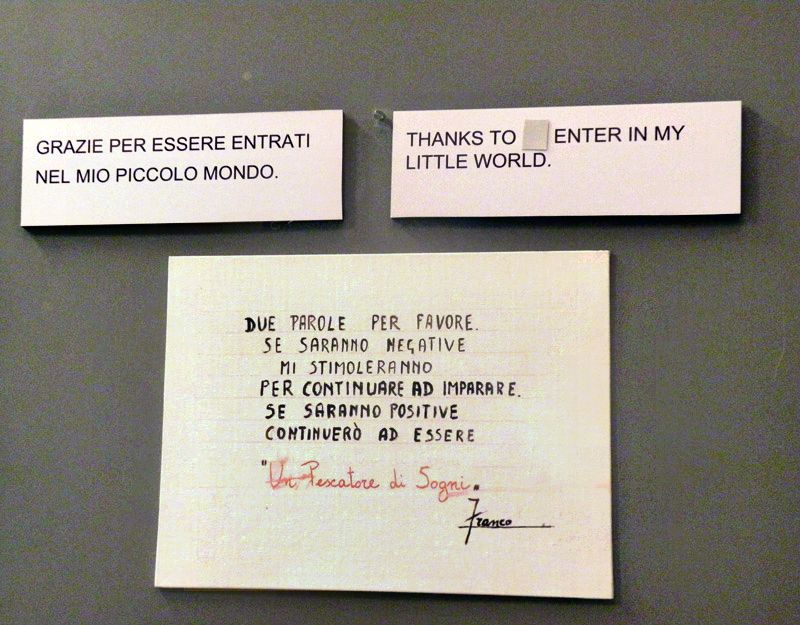 GRAZIE PER ESSERE ENTRATI
NEL MIO PICCOLO MONDO.
THANKS TO ENTER IN MY
LITTLE WORLD.
DUE PAROLE PER FAVORE.
SE SARANNO NEGATIVE
MI STIMOLERANNO
PER CONTINUARE AD IMPARARE.
SE SARANNO POSITIVE
CONTINUERÒ AD ESSERE
"Un Pescatore di Sogni".
Franco